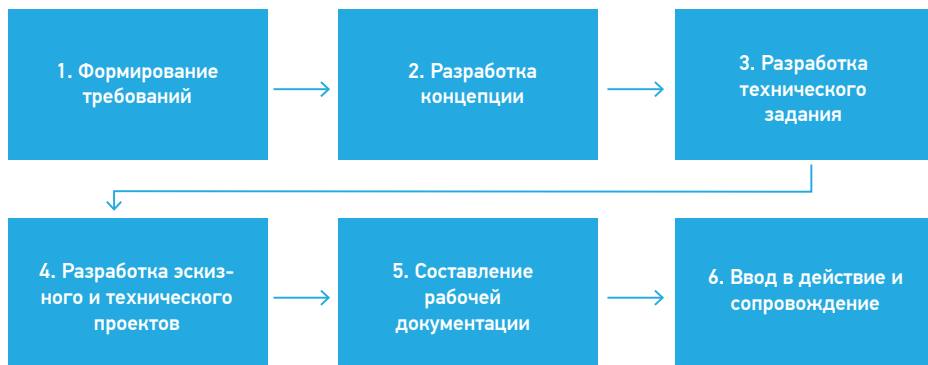 1. Формирование
требований
2. Разработка
концепции
3. Разработка
технического
задания
4. Разработка эскиз-
ного и технического
проектов
5. Составление
рабочей
документации
6. Ввод в действие и
сопровождение